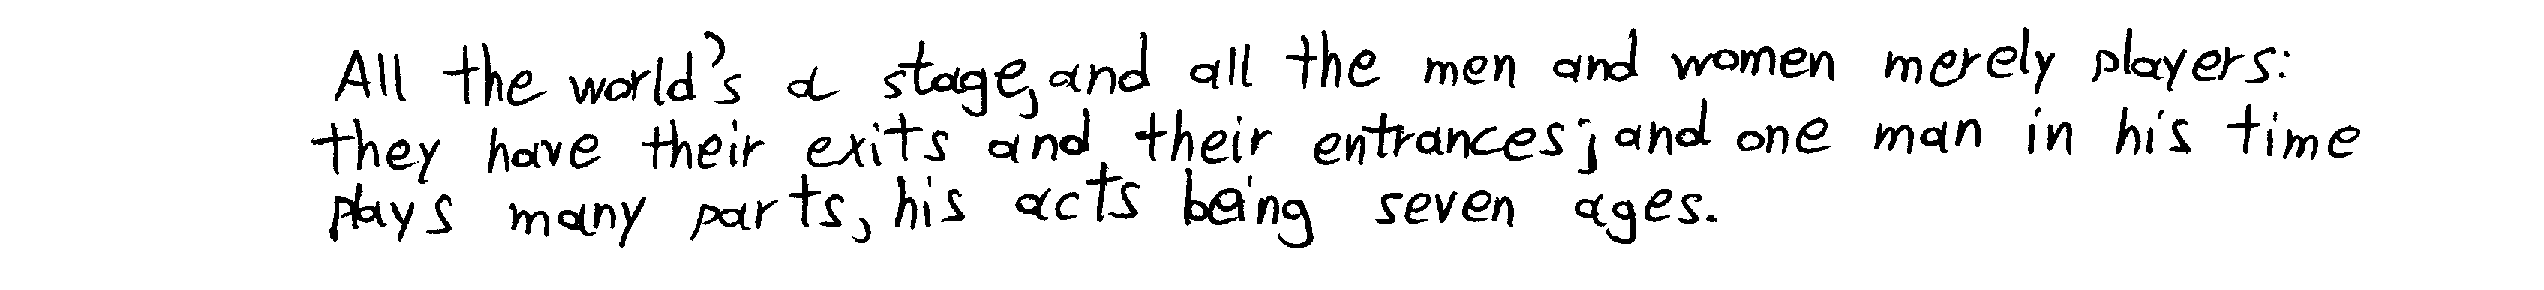 All the world's a stage, and all the men and women merely players:
they have their exits and their entrances; and one man in his time
plays many parts, his acts being seven ages.